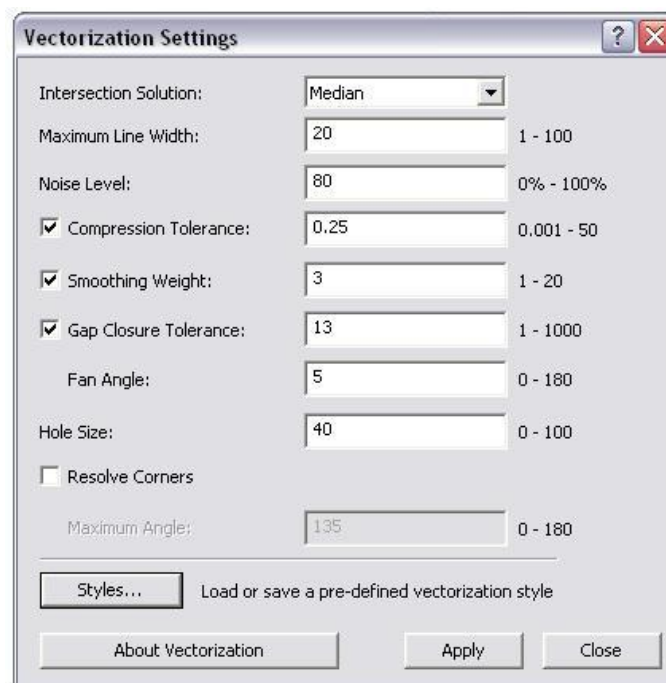 Vectorization Settings
Intersection Solution: Median
Maximum Line Width: 20 1 - 100
Noise Level: 80 0% - 100%
Compression Tolerance: 0.25 0.001 - 50
Smoothing Weight: 3 1 - 20
Gap Closure Tolerance: 13 1 - 1000
Fan Angle: 5 0 - 180
Hole Size: 40 0 - 100
Resolve Corners
Maximum Angle: 135 0 - 180
Styles... Load or save a pre-defined vectorization style
About Vectorization Apply Close